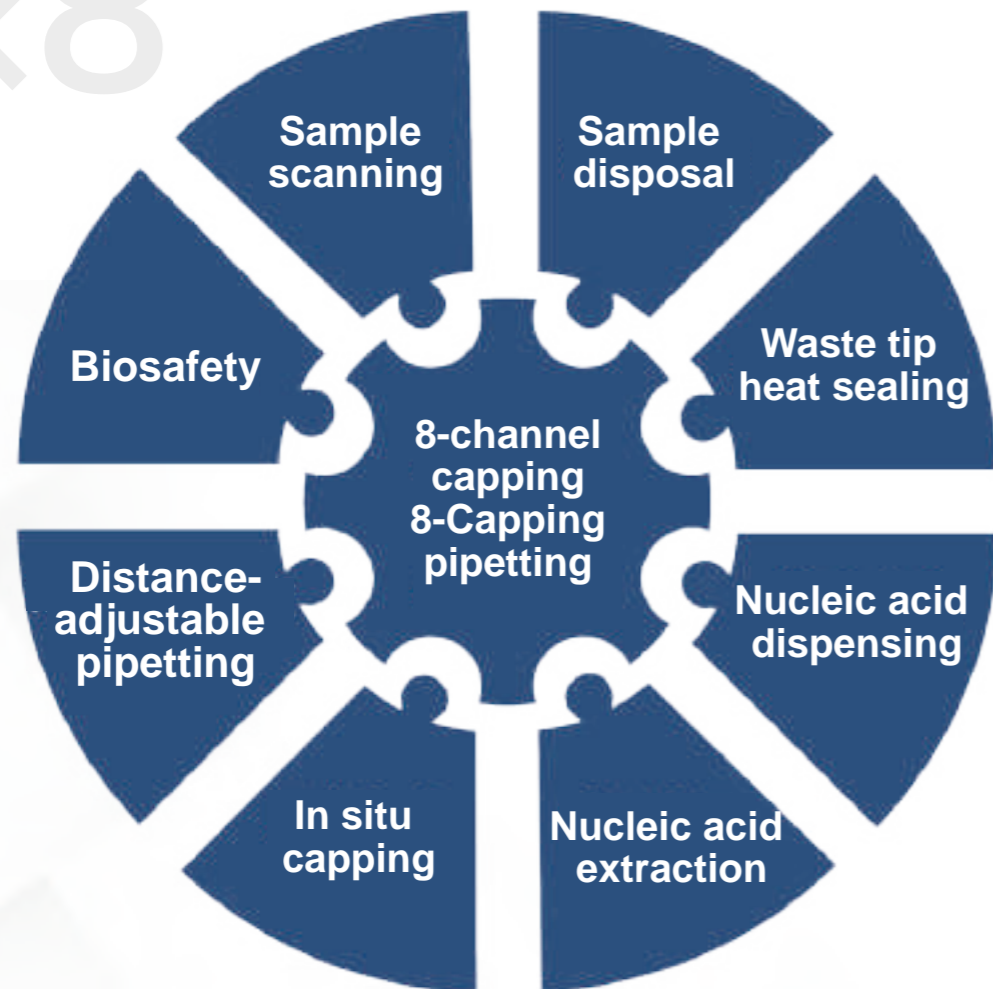 Sample
scanning
Sample
disposal
Biosafety
Waste tip
heat sealing
8-channel
capping
8-Capping
pipetting
Distance-
adjustable
pipetting
Nucleic acid
dispensing
In situ
capping
Nucleic acid
extraction